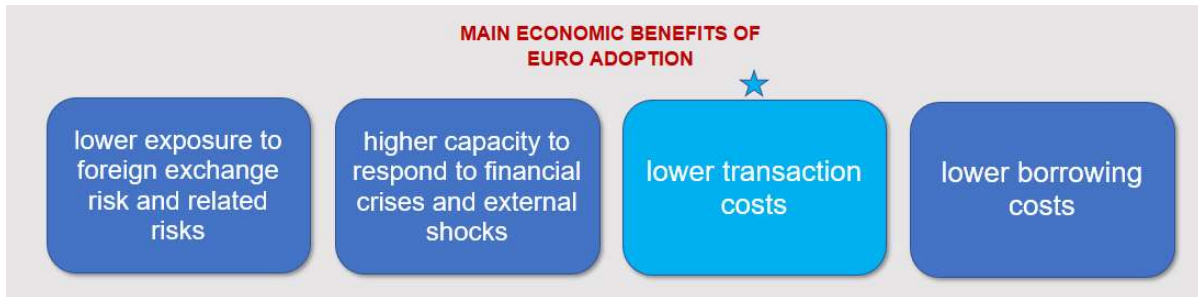 MAIN ECONOMIC BENEFITS OF
EURO ADOPTION
lower exposure to
foreign exchange
risk and related
risks
higher capacity to
respond to financial
crises and external
shocks
lower transaction
costs
lower borrowing
costs